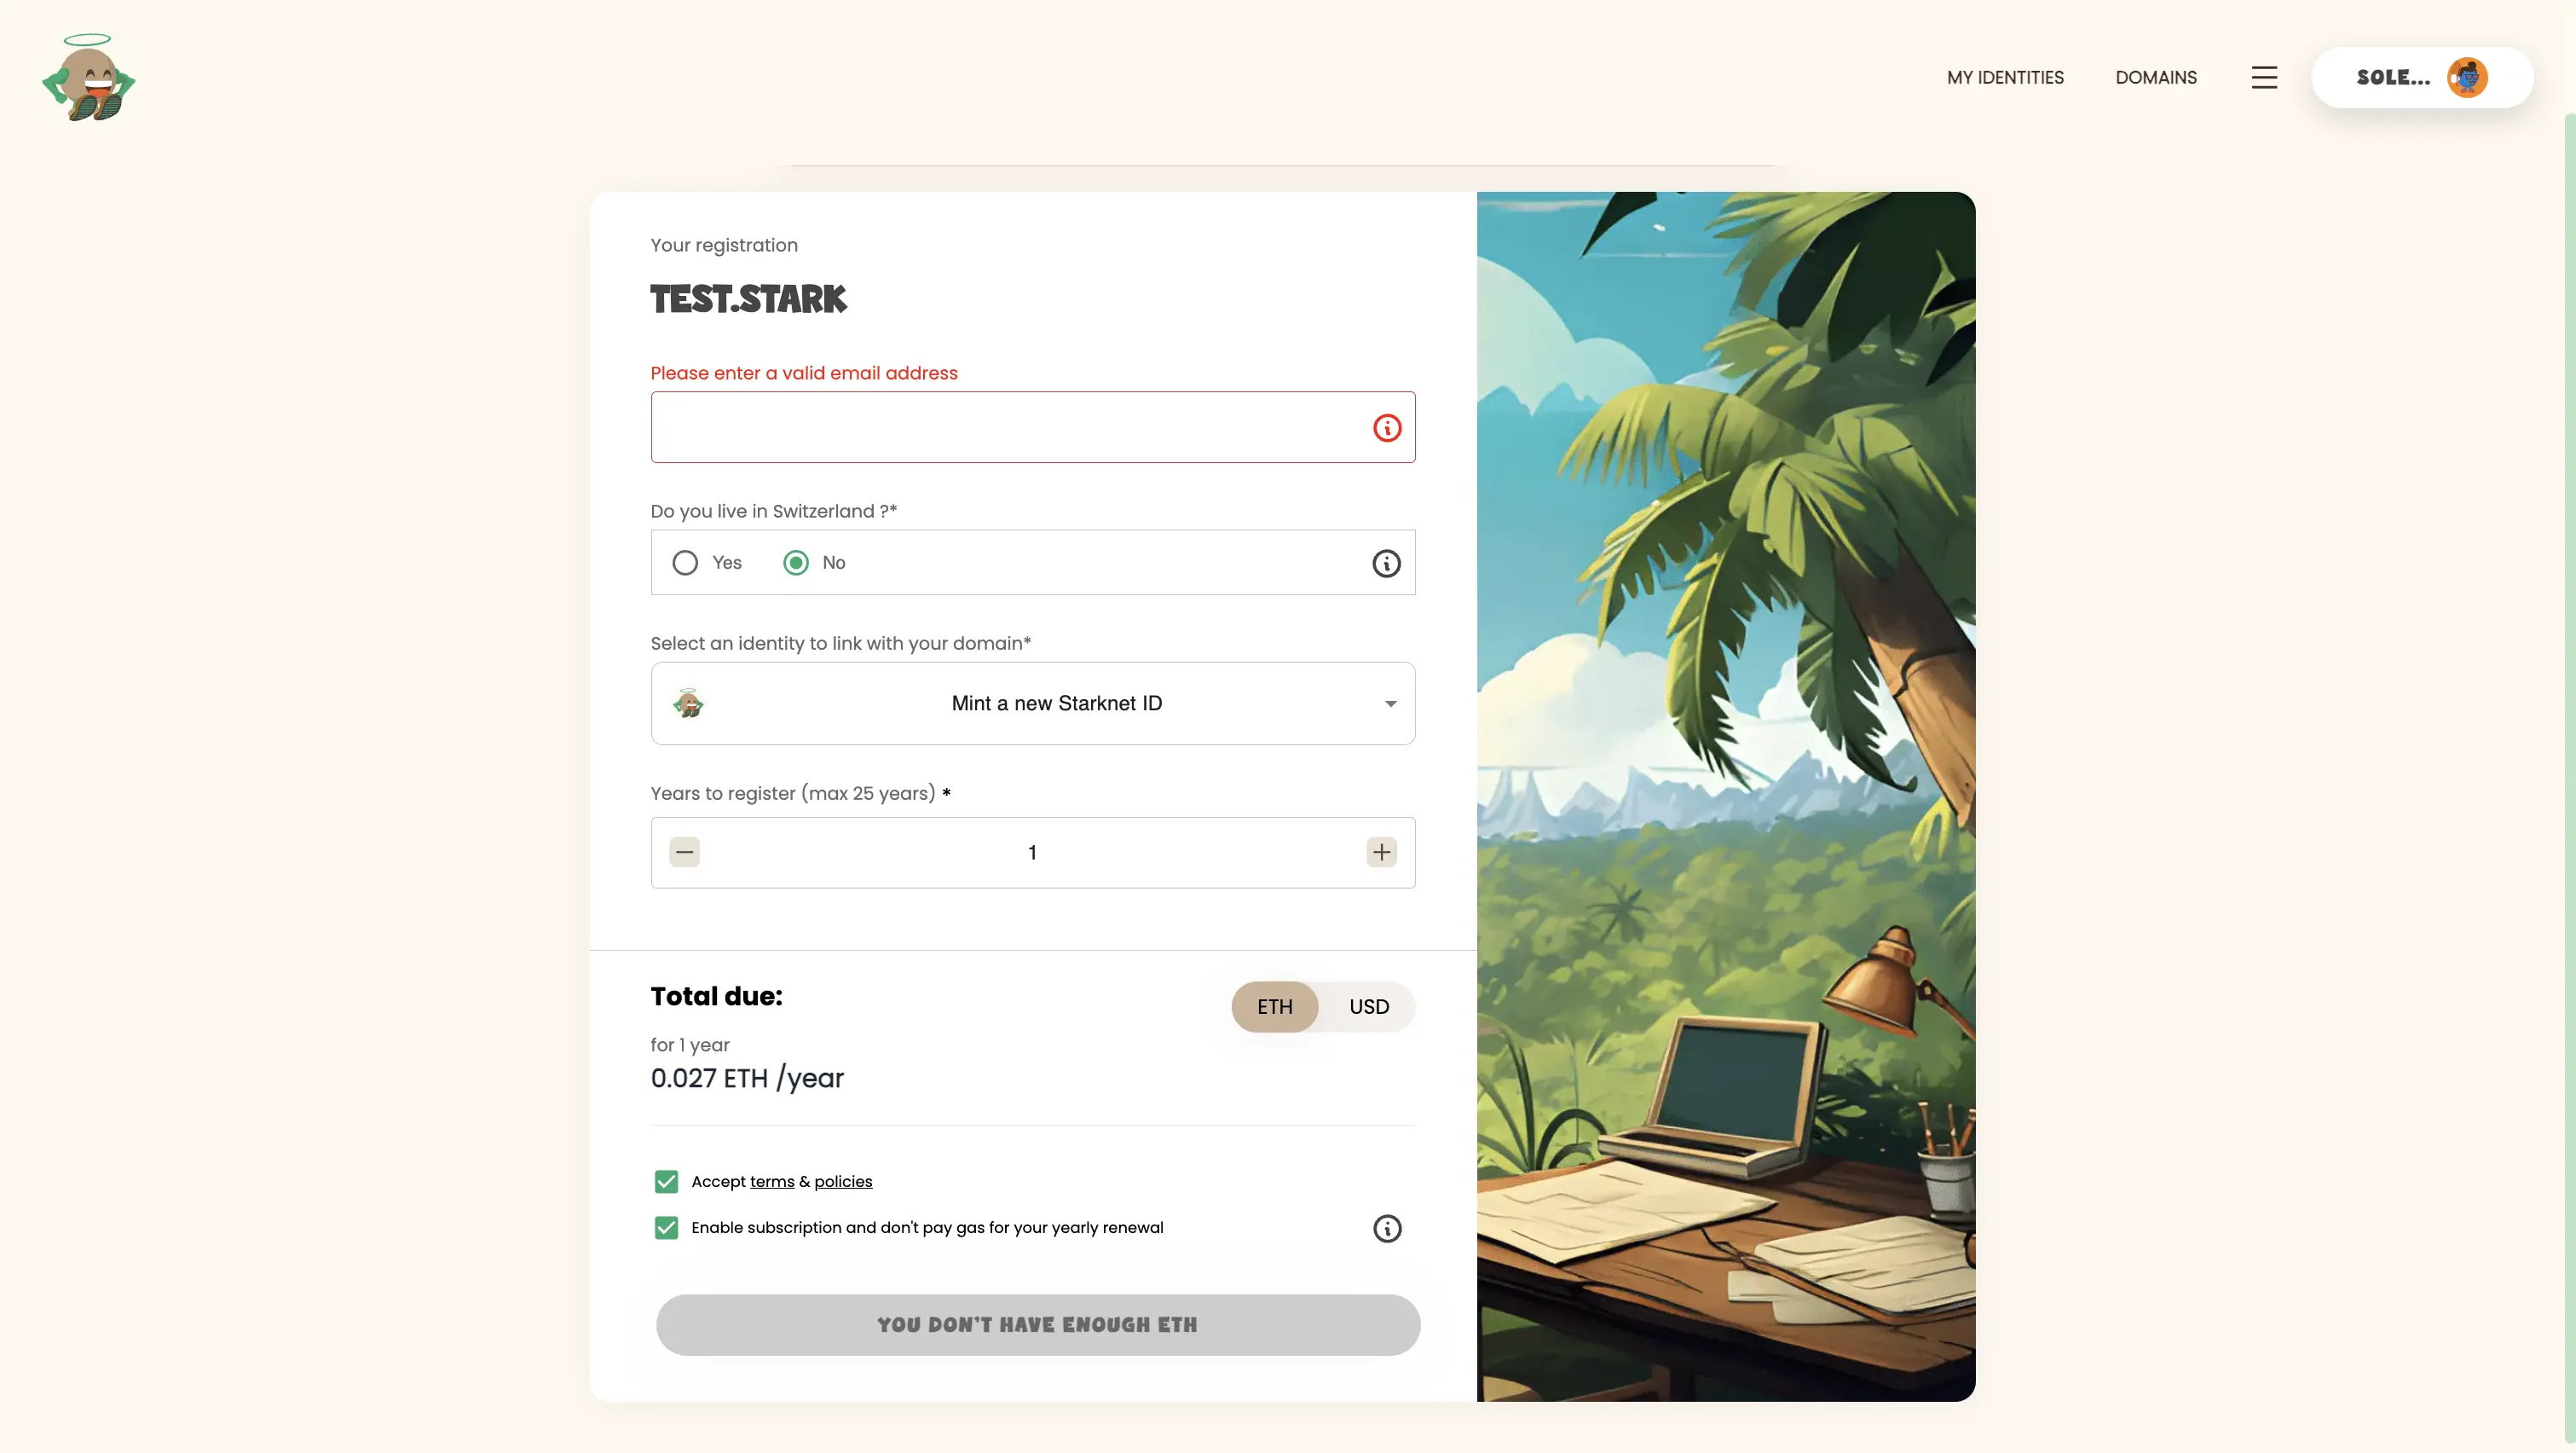 MY IDENTITIES
DOMAINS
SOLE...
Your registration
TEST.STARK
Please enter a valid email address
Do you live in Switzerland ?*
Yes
No
Select an identity to link with your domain*
Mint a new Starknet ID
Years to register (max 25 years) *
1
Total due:
ETH
USD
for 1 year
0.027 ETH /year
Accept terms & policies
Enable subscription and don't pay gas for your yearly renewal
YOU DON'T HAVE ENOUGH ETH